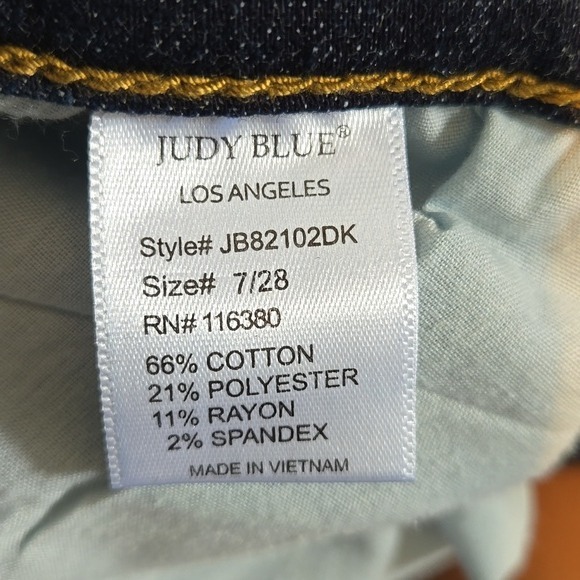 JUDY BLUE®
LOS ANGELES
Style# JB82102DK
Size# 7/28
RN# 116380
66% COTTON
21% POLYESTER
11% RAYON
2% SPANDEX
MADE IN VIETNAM